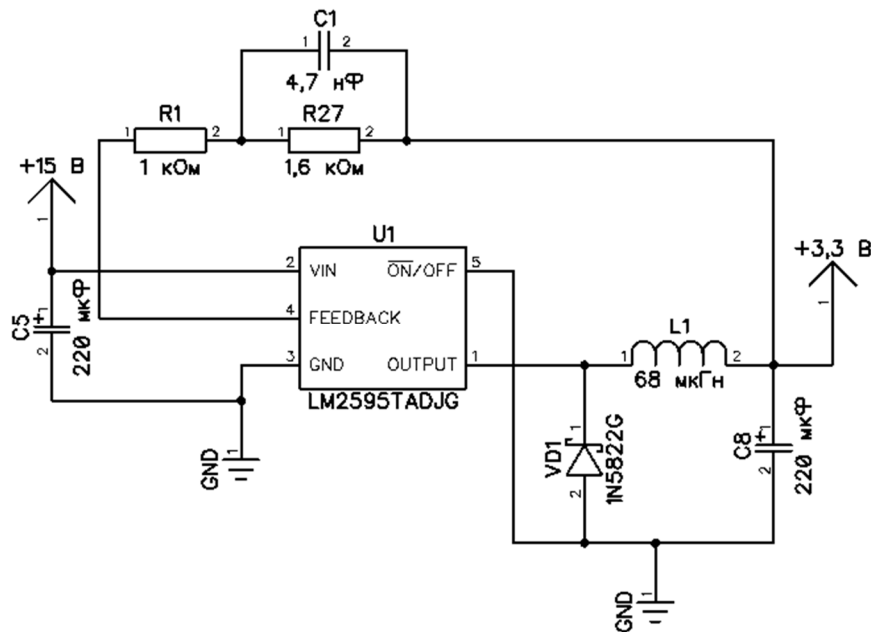 C1
1 2
4,7 нФ
R1 R27
1 2 1 2
1 кОм 1,6 кОм
+15 В
1
U1
2 VIN ON/OFF 5
+3,3 В
1
4 FEEDBACK
C5 + 1 2 220 мкФ
L1
3 GND OUTPUT 1
1 2
68 мкГн
LM2595TADJG
GND 1
VD1 1 2 1N5822G
C8 + 1 2 220 мкФ
GND 1